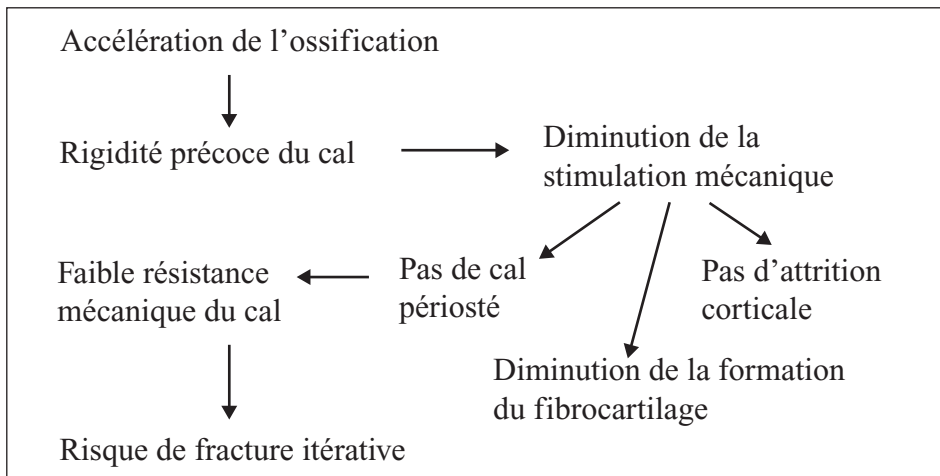 Accélération de l’ossification
Rigidité précoce du cal
Diminution de la
stimulation mécanique
Faible résistance
mécanique du cal
Pas de cal
périosté
Pas d’attrition
corticale
Diminution de la formation
du fibrocartilage
Risque de fracture itérative